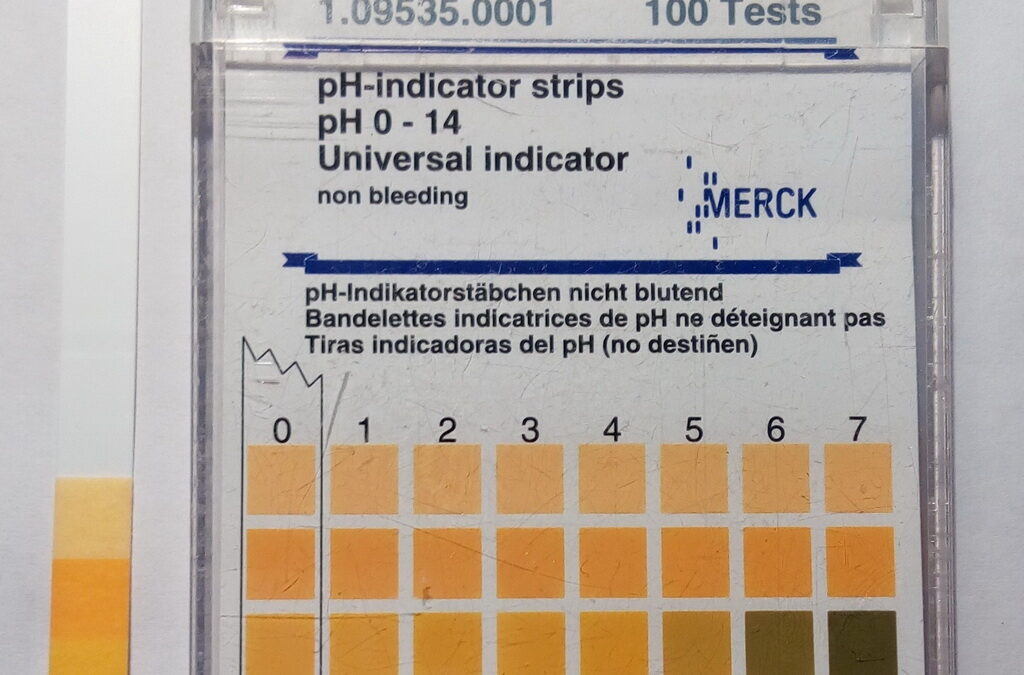 1.09535.0001 100 Tests
pH-indicator strips
pH 0 - 14
Universal indicator
non bleeding
MERCK
pH-Indikatorstäbchen nicht blutend
Bandelettes indicatrices de pH ne déteignant pas
Tiras indicadoras del pH (no destiñen)
0 1 2 3 4 5 6 7